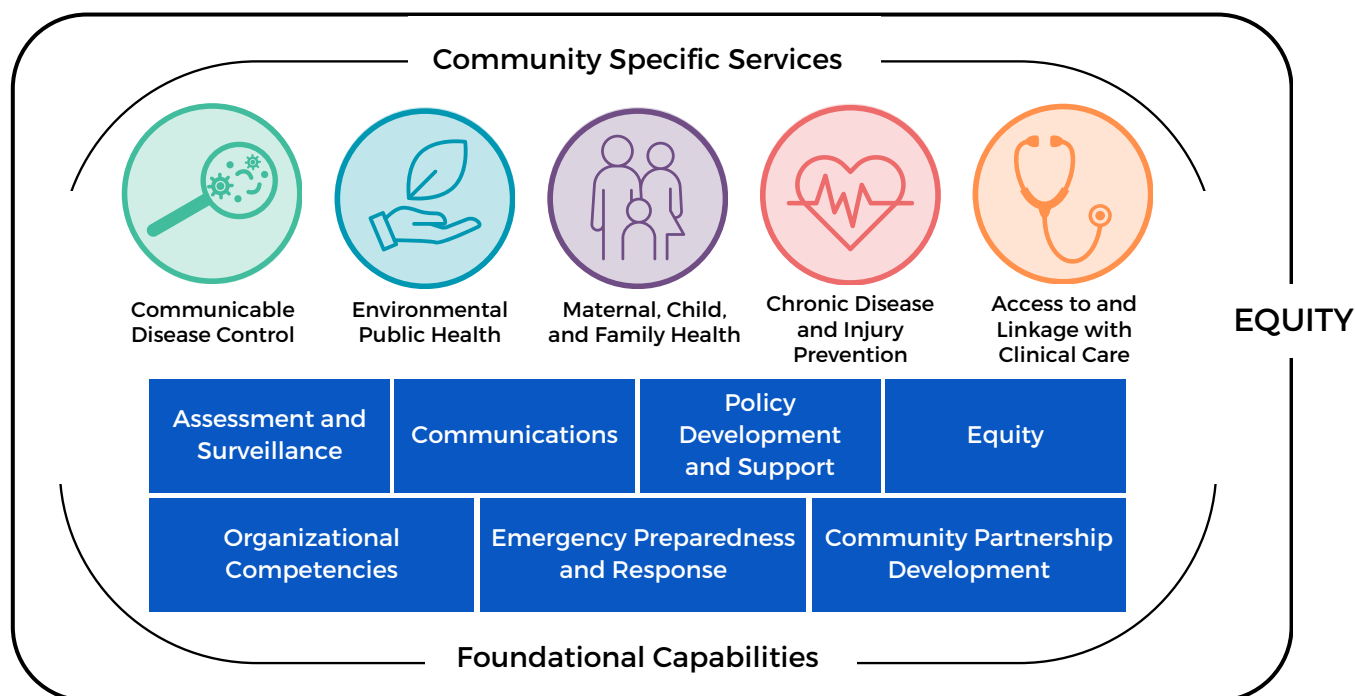 Community Specific Services
Communicable
Disease Control
Environmental
Public Health
Maternal, Child,
and Family Health
Chronic Disease
and Injury
Prevention
Access to and
Linkage with
Clinical Care
EQUITY
Assessment and
Surveillance
Communications
Policy
Development
and Support
Equity
Organizational
Competencies
Emergency Preparedness
and Response
Community Partnership
Development
Foundational Capabilities